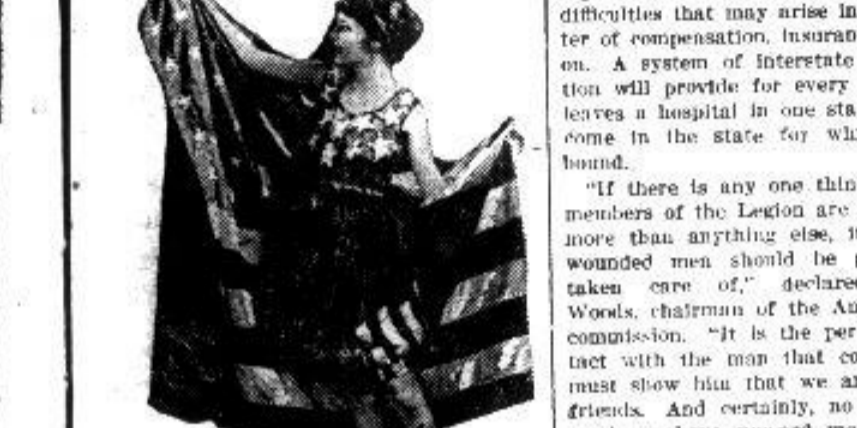 difficulties that may arise in
ter of compensation, insuran
on. A system of interstate
tion will provide for every
leaves a hospital in one sta
come in the state for wh
bound.
"If there is any one thin
members of the Legion are
more than anything else, i
wounded men should be
taken care of," declared
Woods, chairman of the Am
commission. "It is the per
tact with the man that co
must show him that we a
friends. And certainly, no